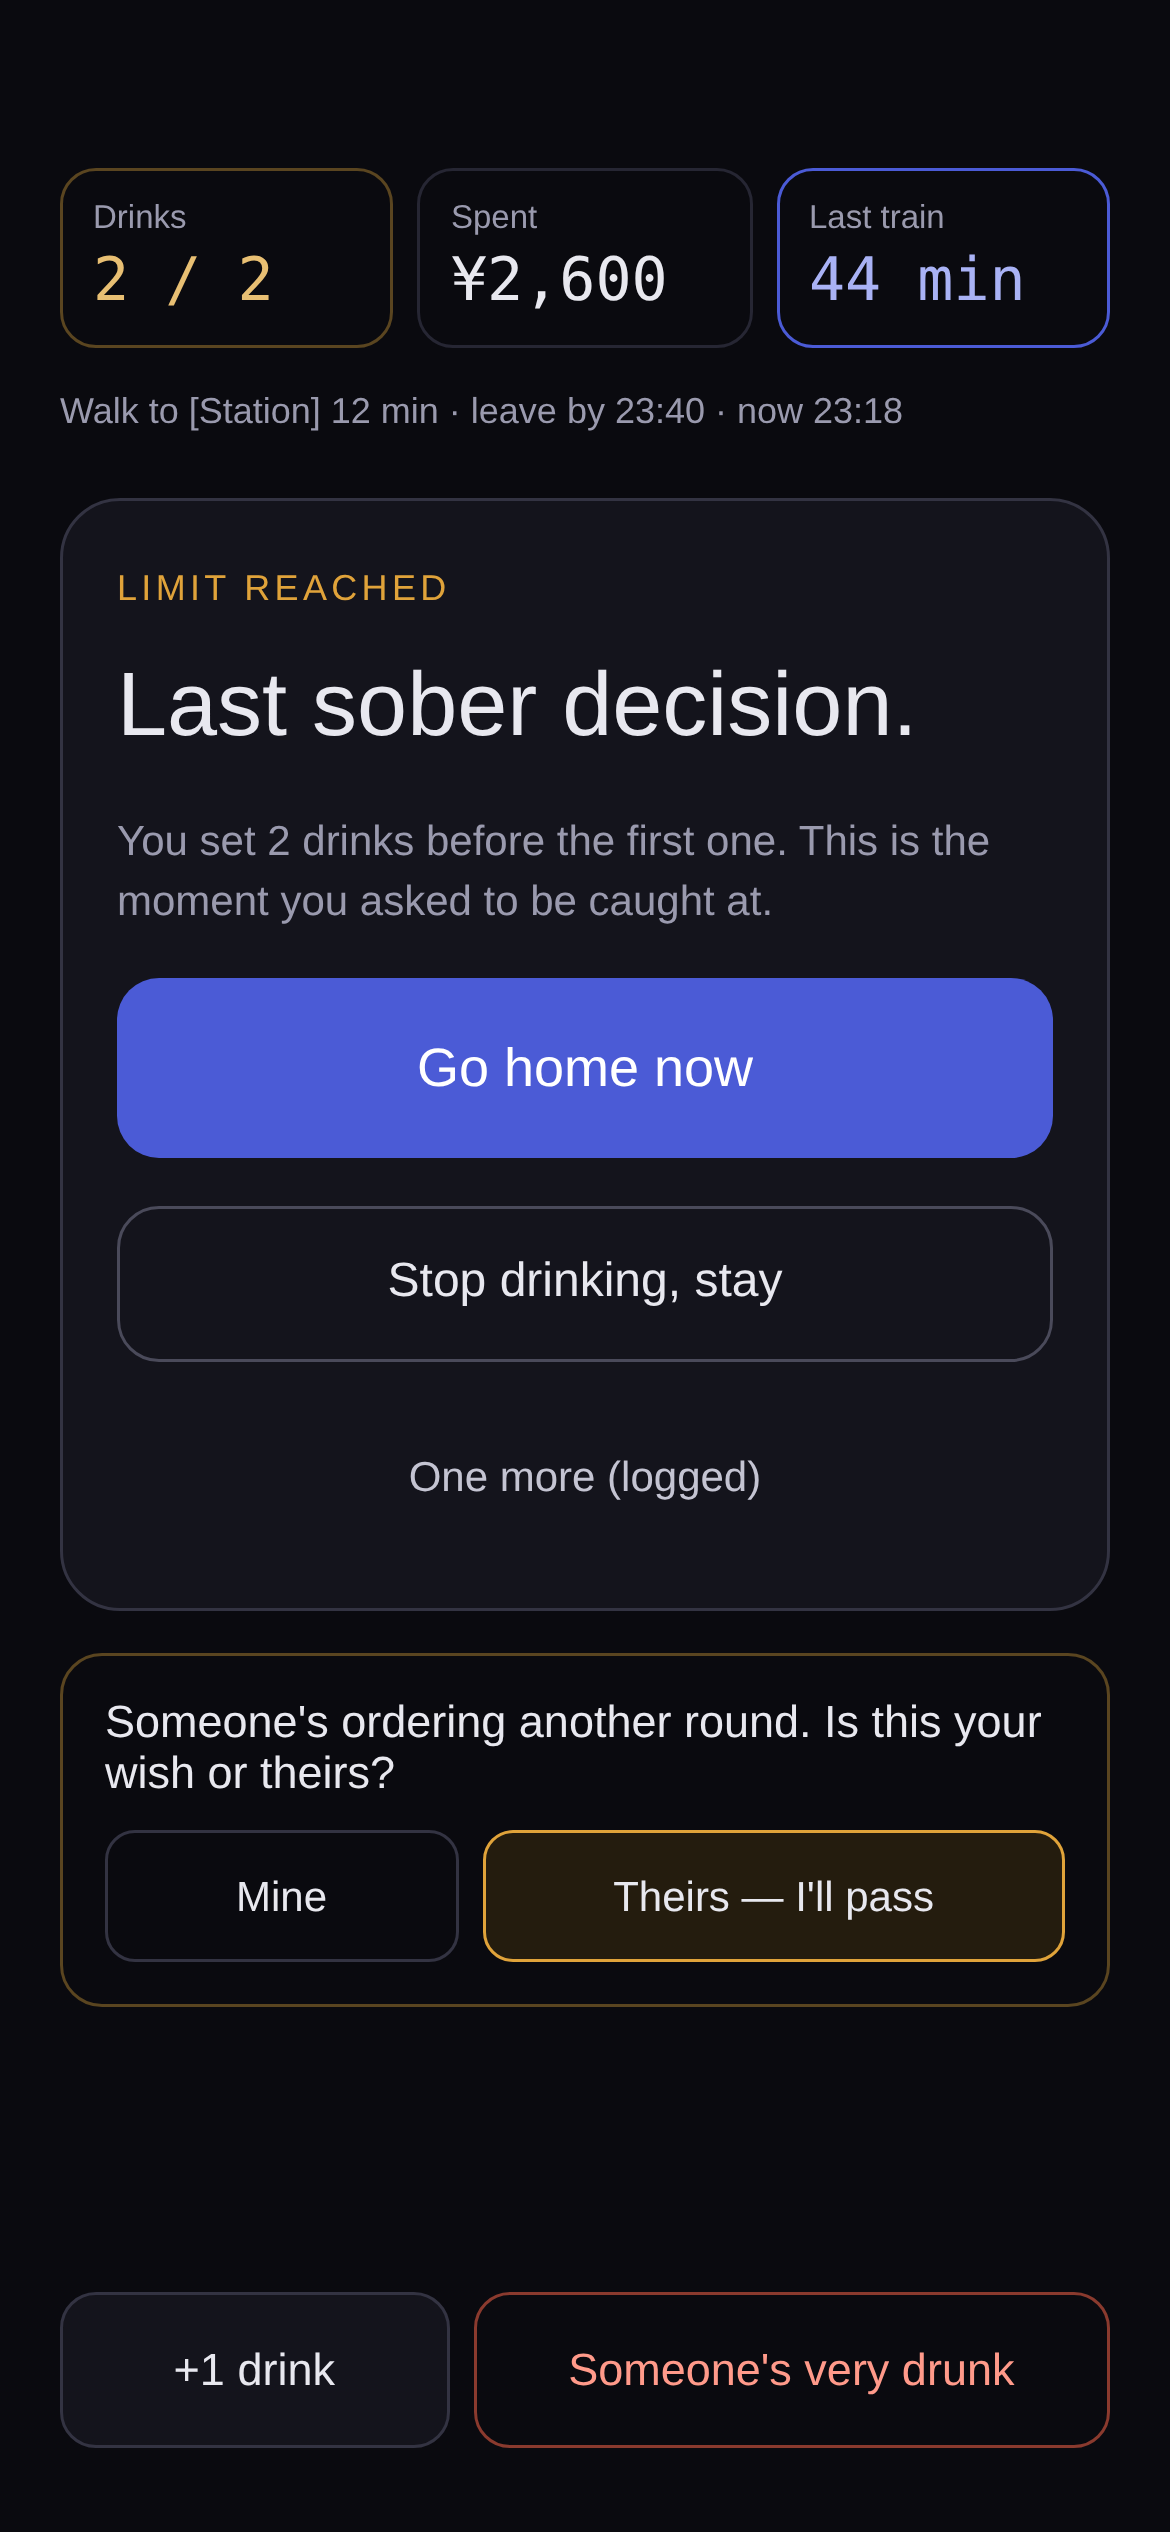 Drinks
2 / 2
Spent
¥2,600
Last train
44 min
Walk to [Station] 12 min · leave by 23:40 · now 23:18
LIMIT REACHED
Last sober decision.
You set 2 drinks before the first one. This is the
moment you asked to be caught at.
Go home now
Stop drinking, stay
One more (logged)
Someone's ordering another round. Is this your
wish or theirs?
Mine
Theirs — I'll pass
+1 drink
Someone's very drunk